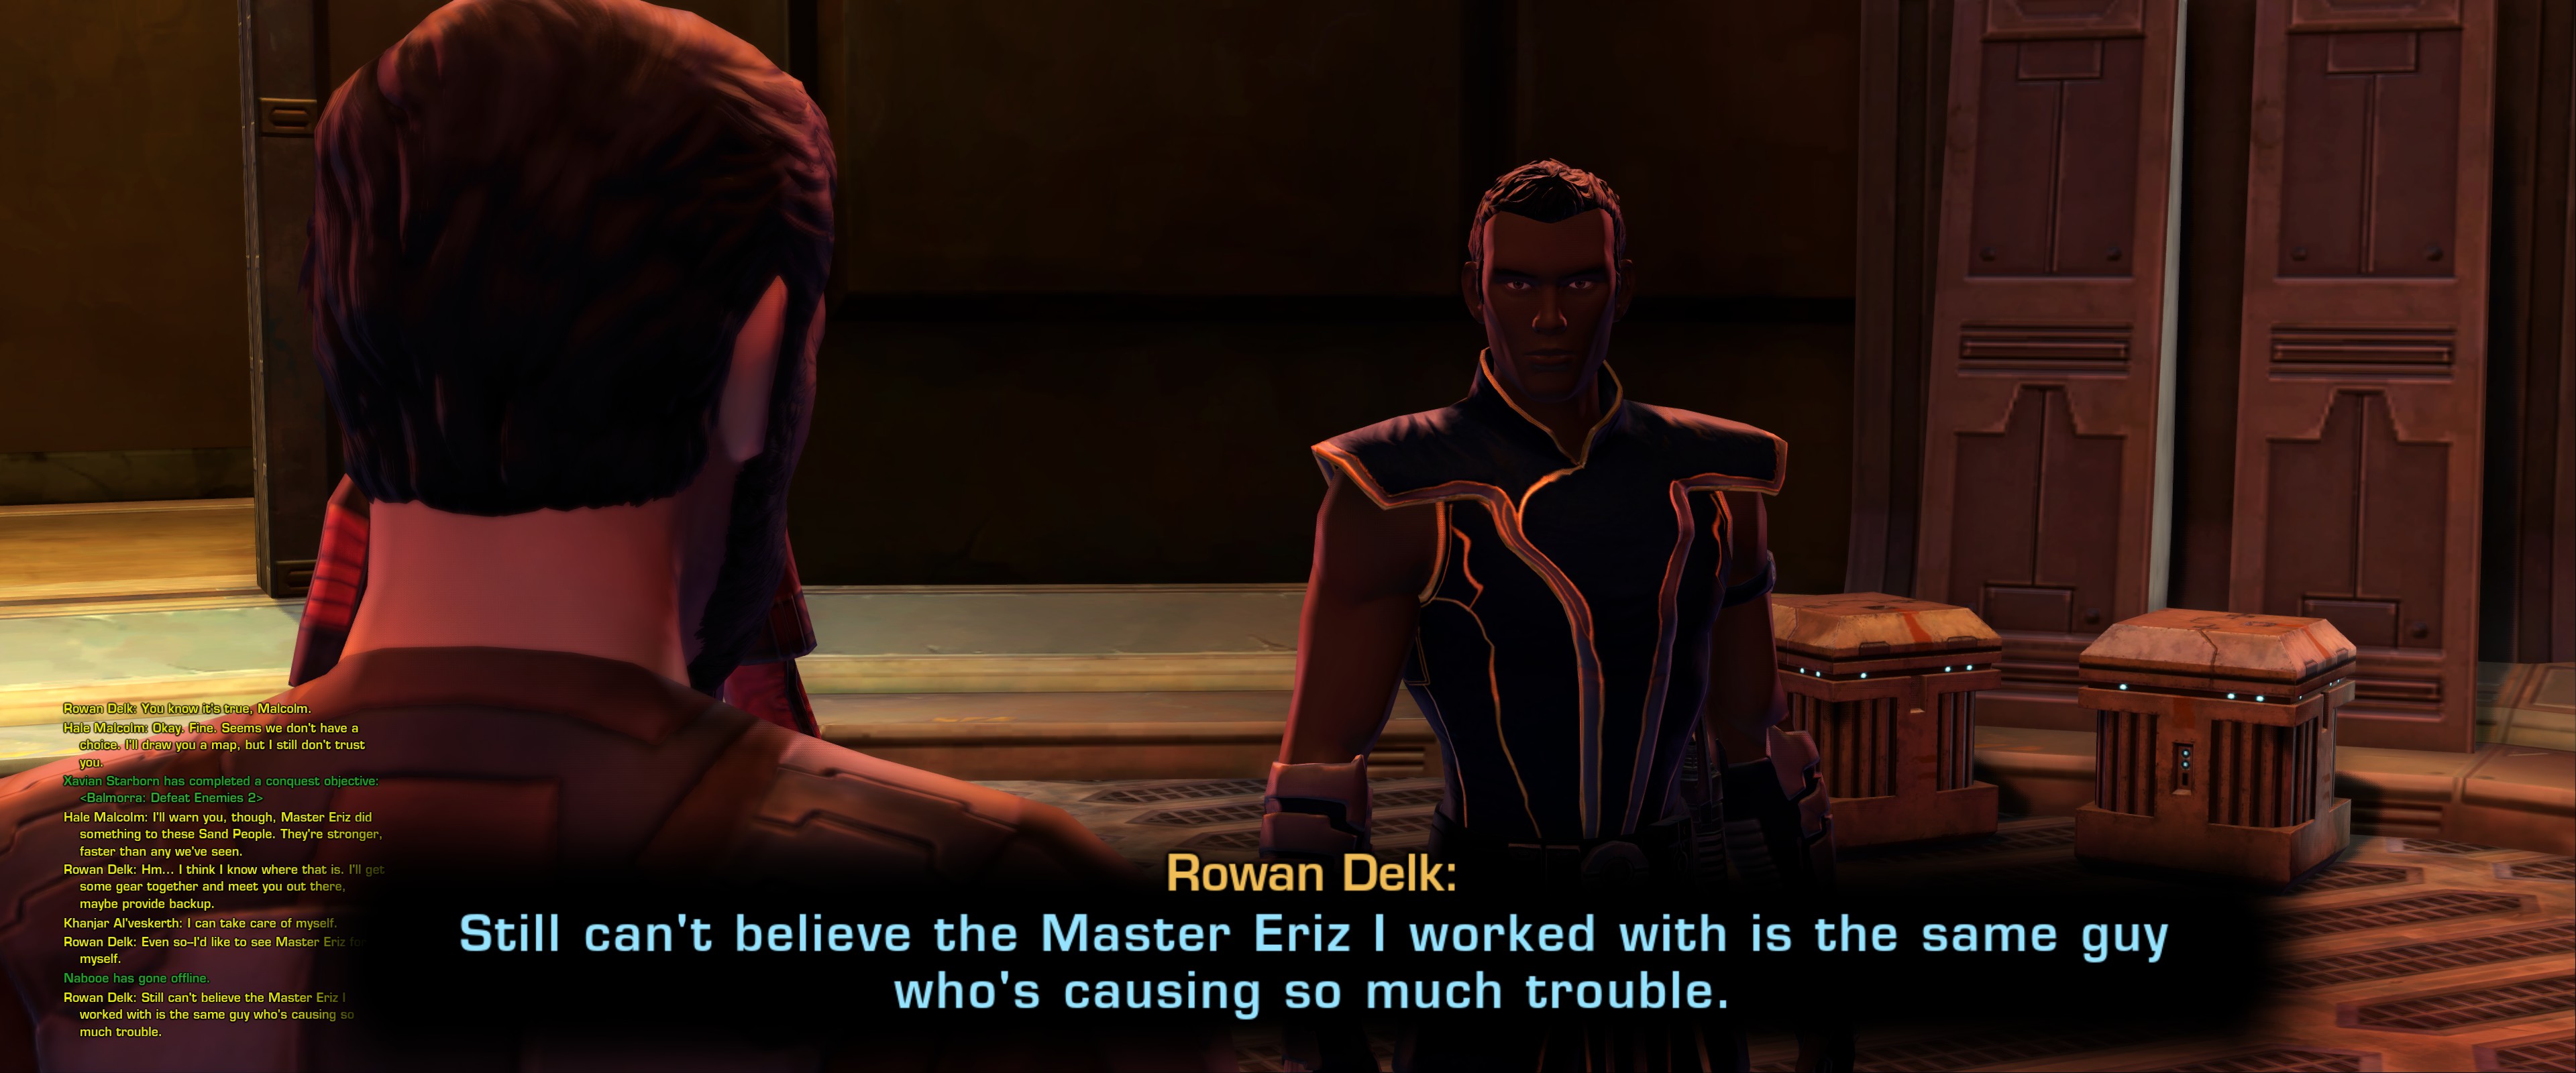 Rowan Delk: You know it's true, Malcolm.
Hale Malcolm: Okay. Fine. Seems we don't have a
choice. I'll draw you a map, but I still don't trust
you.
Xavian Starborn has completed a conquest objective:
<Balmorra: Defeat Enemies 2>
Hale Malcolm: I'll warn you, though, Master Eriz did
something to these Sand People. They're stronger,
faster than any we've seen.
Rowan Delk: Hm... I think I know where that is. I'll get
some gear together and meet you out there,
maybe provide backup.
Khanjar Al'veskerth: I can take care of myself.
Rowan Delk: Even so–I'd like to see Master Eriz for
myself.
Nabooe has gone offline.
Rowan Delk: Still can't believe the Master Eriz I
worked with is the same guy who's causing so
much trouble.
Rowan Delk:
Still can't believe the Master Eriz I worked with is the same guy
who's causing so much trouble.